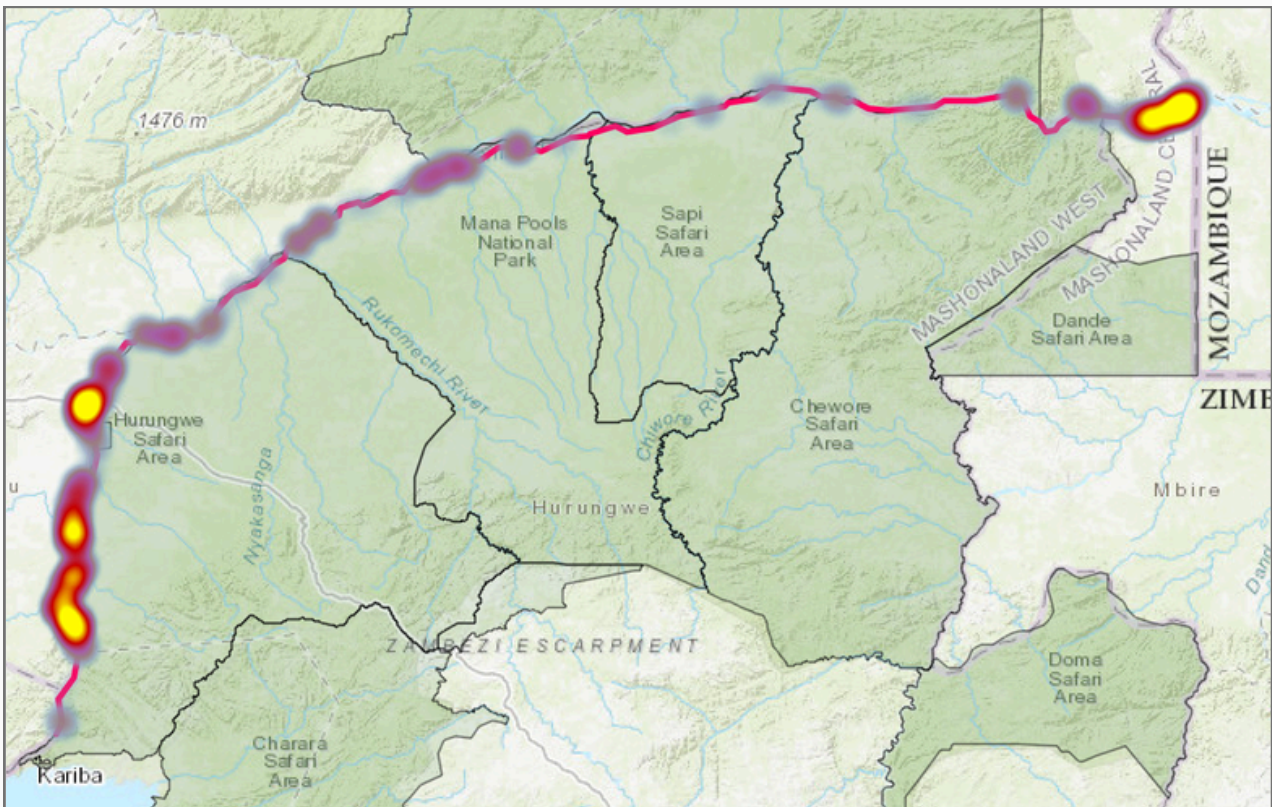 1476 m
Mana Pools
National
Park
Sapi
Safari
Area
MASHONALAND WEST
MASHONALAND CENTRAL
MOZAMBIQUE
Dande
Safari Area
ZIMB
Rukomechi River
Hurungwe
Safari
Area
Chiwore River
Chewore
Safari
Area
u
Nyakasanga
Hurungwe
Mbire
Dand
ZAMBEZI ESCARPMENT
Doma
Safari
Area
Charara
Safari
Area
Kariba